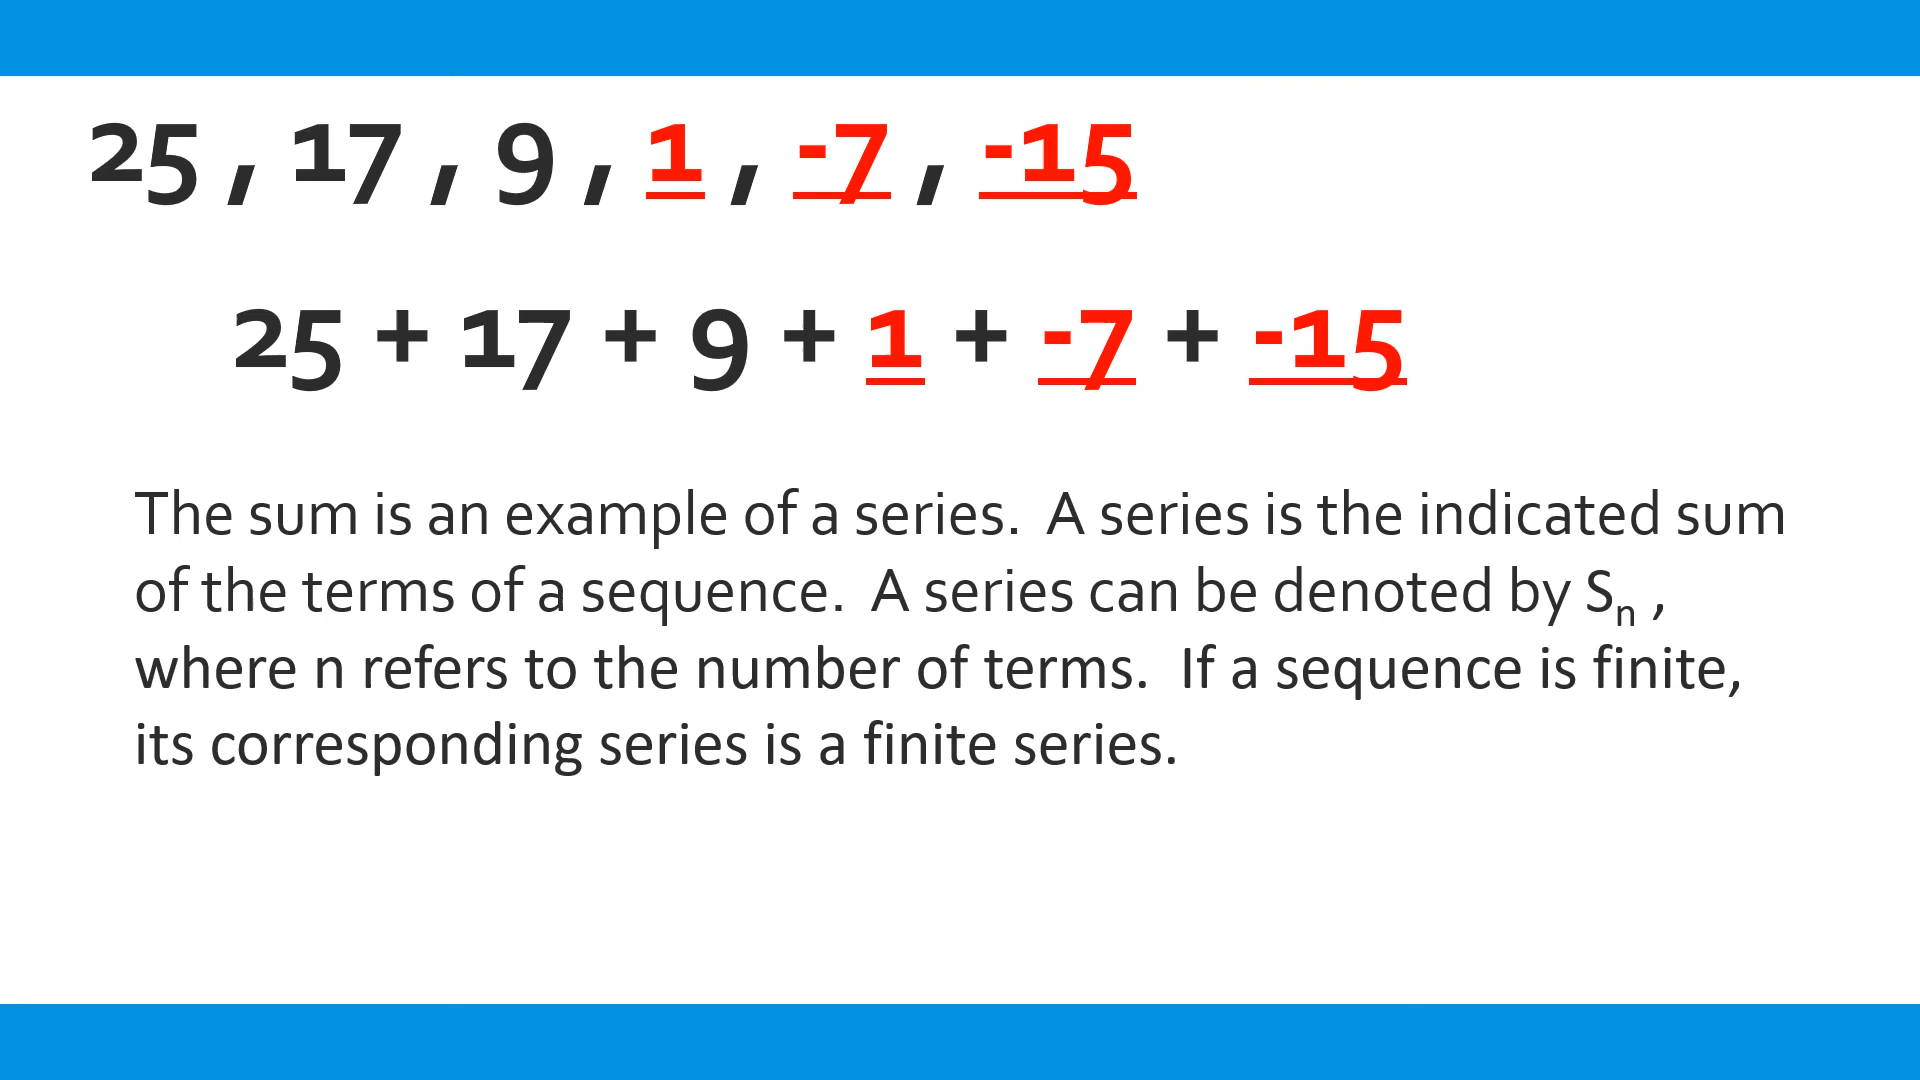 25 , 17 , 9 , 1 , -7 , -15
25 + 17 + 9 + 1 + -7 + -15
The sum is an example of a series.  A series is the indicated sum
of the terms of a sequence.  A series can be denoted by Sn ,
where n refers to the number of terms.  If a sequence is finite,
its corresponding series is a finite series.